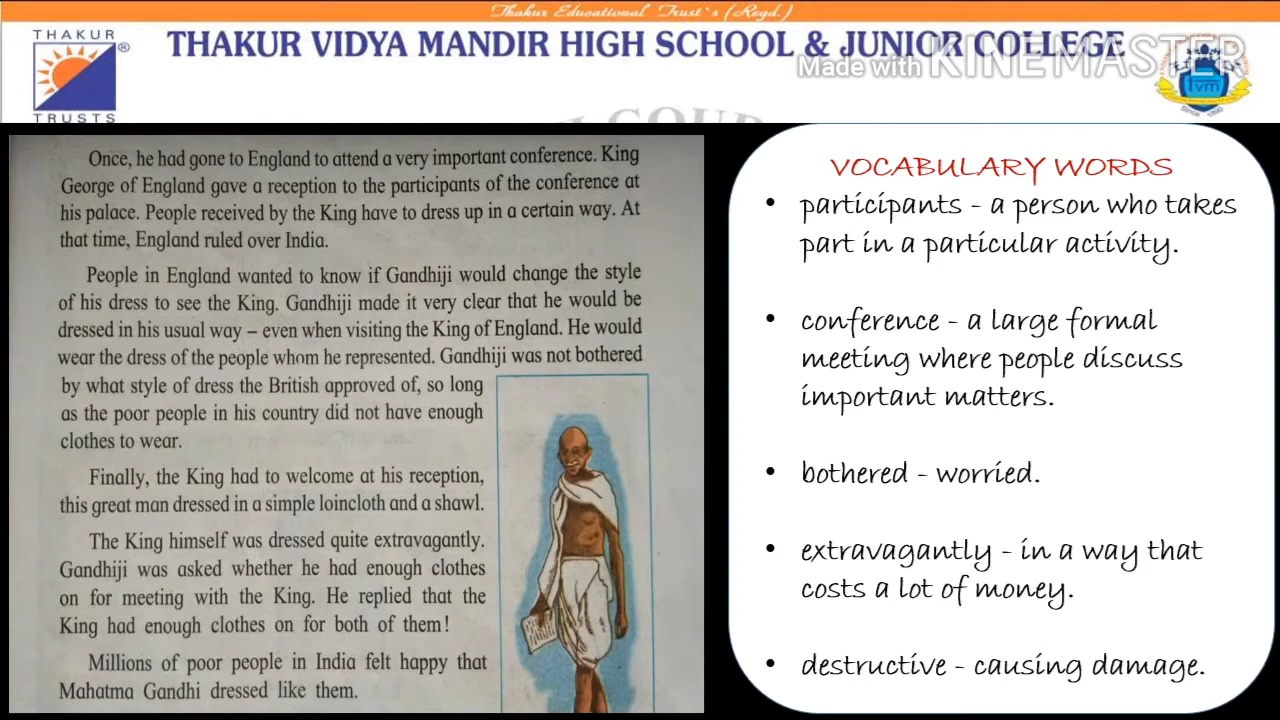 Thakur Educational Trust`s (Regd.)
THAKUR
®
TRUSTS
THAKUR VIDYA MANDIR HIGH SCHOOL & JUNIOR COLLEGE
Made with KINEMASTER
Tvm
Once, he had gone to England to attend a very important conference. King
George of England gave a reception to the participants of the conference at
his palace. People received by the King have to dress up in a certain way. At
that time, England ruled over India.
People in England wanted to know if Gandhiji would change the style
of his dress to see the King. Gandhiji made it very clear that he would be
dressed in his usual way – even when visiting the King of England. He would
wear the dress of the people whom he represented. Gandhiji was not bothered
by what style of dress the British approved of, so long
as the poor people in his country did not have enough
clothes to wear.
Finally, the King had to welcome at his reception,
this great man dressed in a simple loincloth and a shawl.
The King himself was dressed quite extravagantly.
Gandhiji was asked whether he had enough clothes
on for meeting with the King. He replied that the
King had enough clothes on for both of them!
Millions of poor people in India felt happy that
Mahatma Gandhi dressed like them.
VOCABULARY WORDS
• participants - a person who takes
part in a particular activity.
• conference - a large formal
meeting where people discuss
important matters.
• bothered - worried.
• extravagantly - in a way that
costs a lot of money.
• destructive - causing damage.